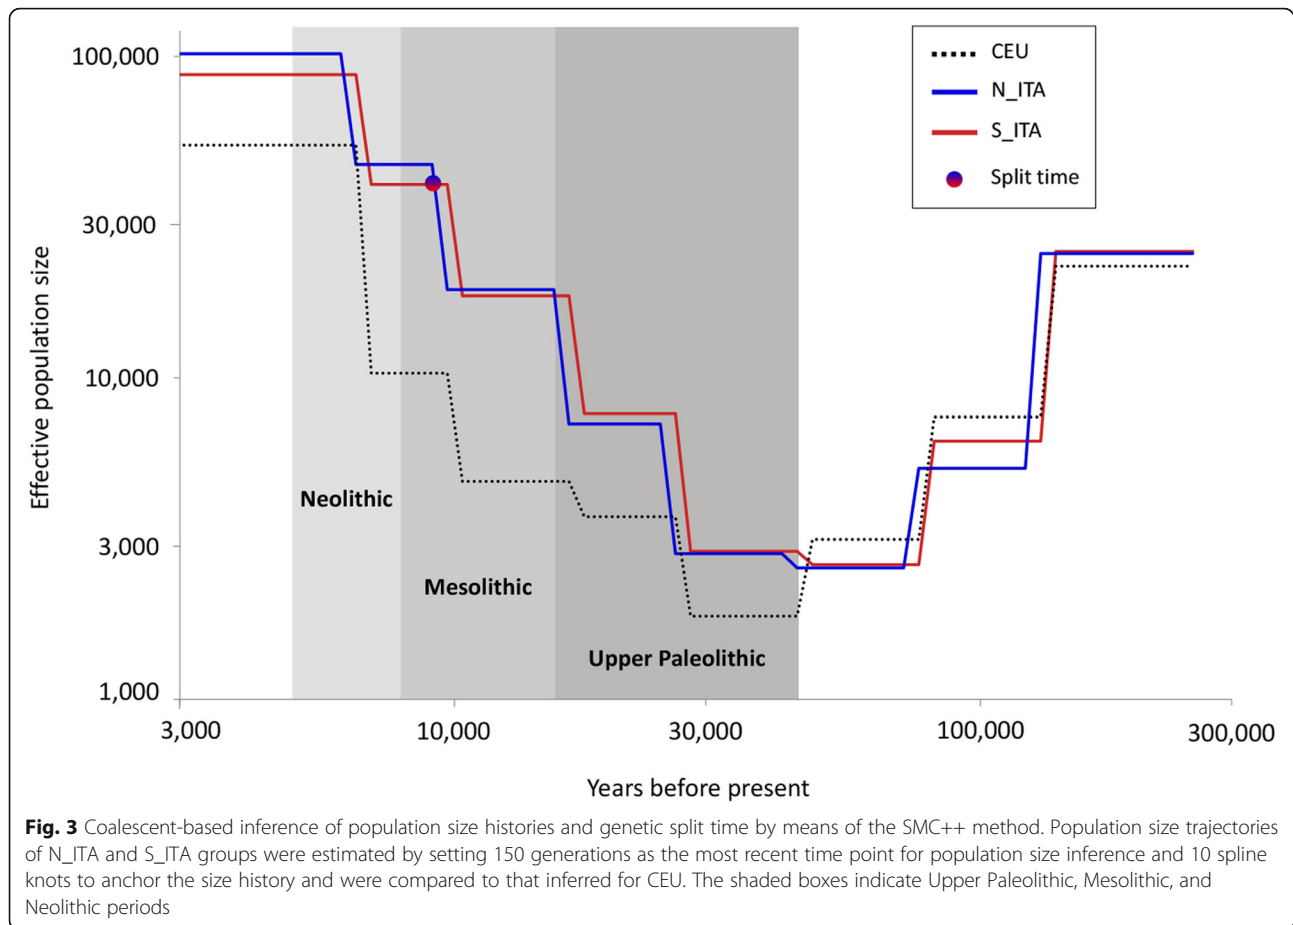 100,000
30,000
10,000
3,000
1,000
Effective population size
CEU
N_ITA
S_ITA
Split time
Neolithic
Mesolithic
Upper Paleolithic
3,000
10,000
30,000
100,000
300,000
Years before present
Fig. 3 Coalescent-based inference of population size histories and genetic split time by means of the SMC++ method. Population size trajectories
of N_ITA and S_ITA groups were estimated by setting 150 generations as the most recent time point for population size inference and 10 spline
knots to anchor the size history and were compared to that inferred for CEU. The shaded boxes indicate Upper Paleolithic, Mesolithic, and
Neolithic periods